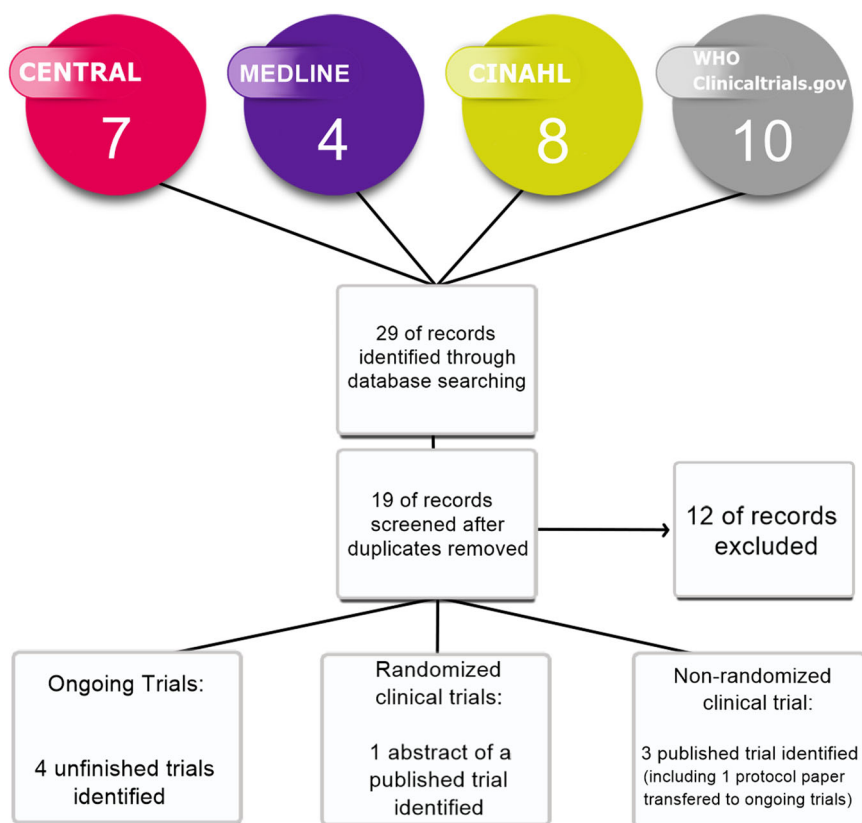 CENTRAL
7
MEDLINE
4
CINAHL
8
WHO
Clinicaltrials.gov
10
29 of records
identified through
database searching
19 of records
screened after
duplicates removed
12 of records
excluded
Ongoing Trials:
4 unfinished trials
identified
Randomized
clinical trials:
1 abstract of a
published trial
identified
Non-randomized
clinical trial:
3 published trial identified
(including 1 protocol paper
transfered to ongoing trials)